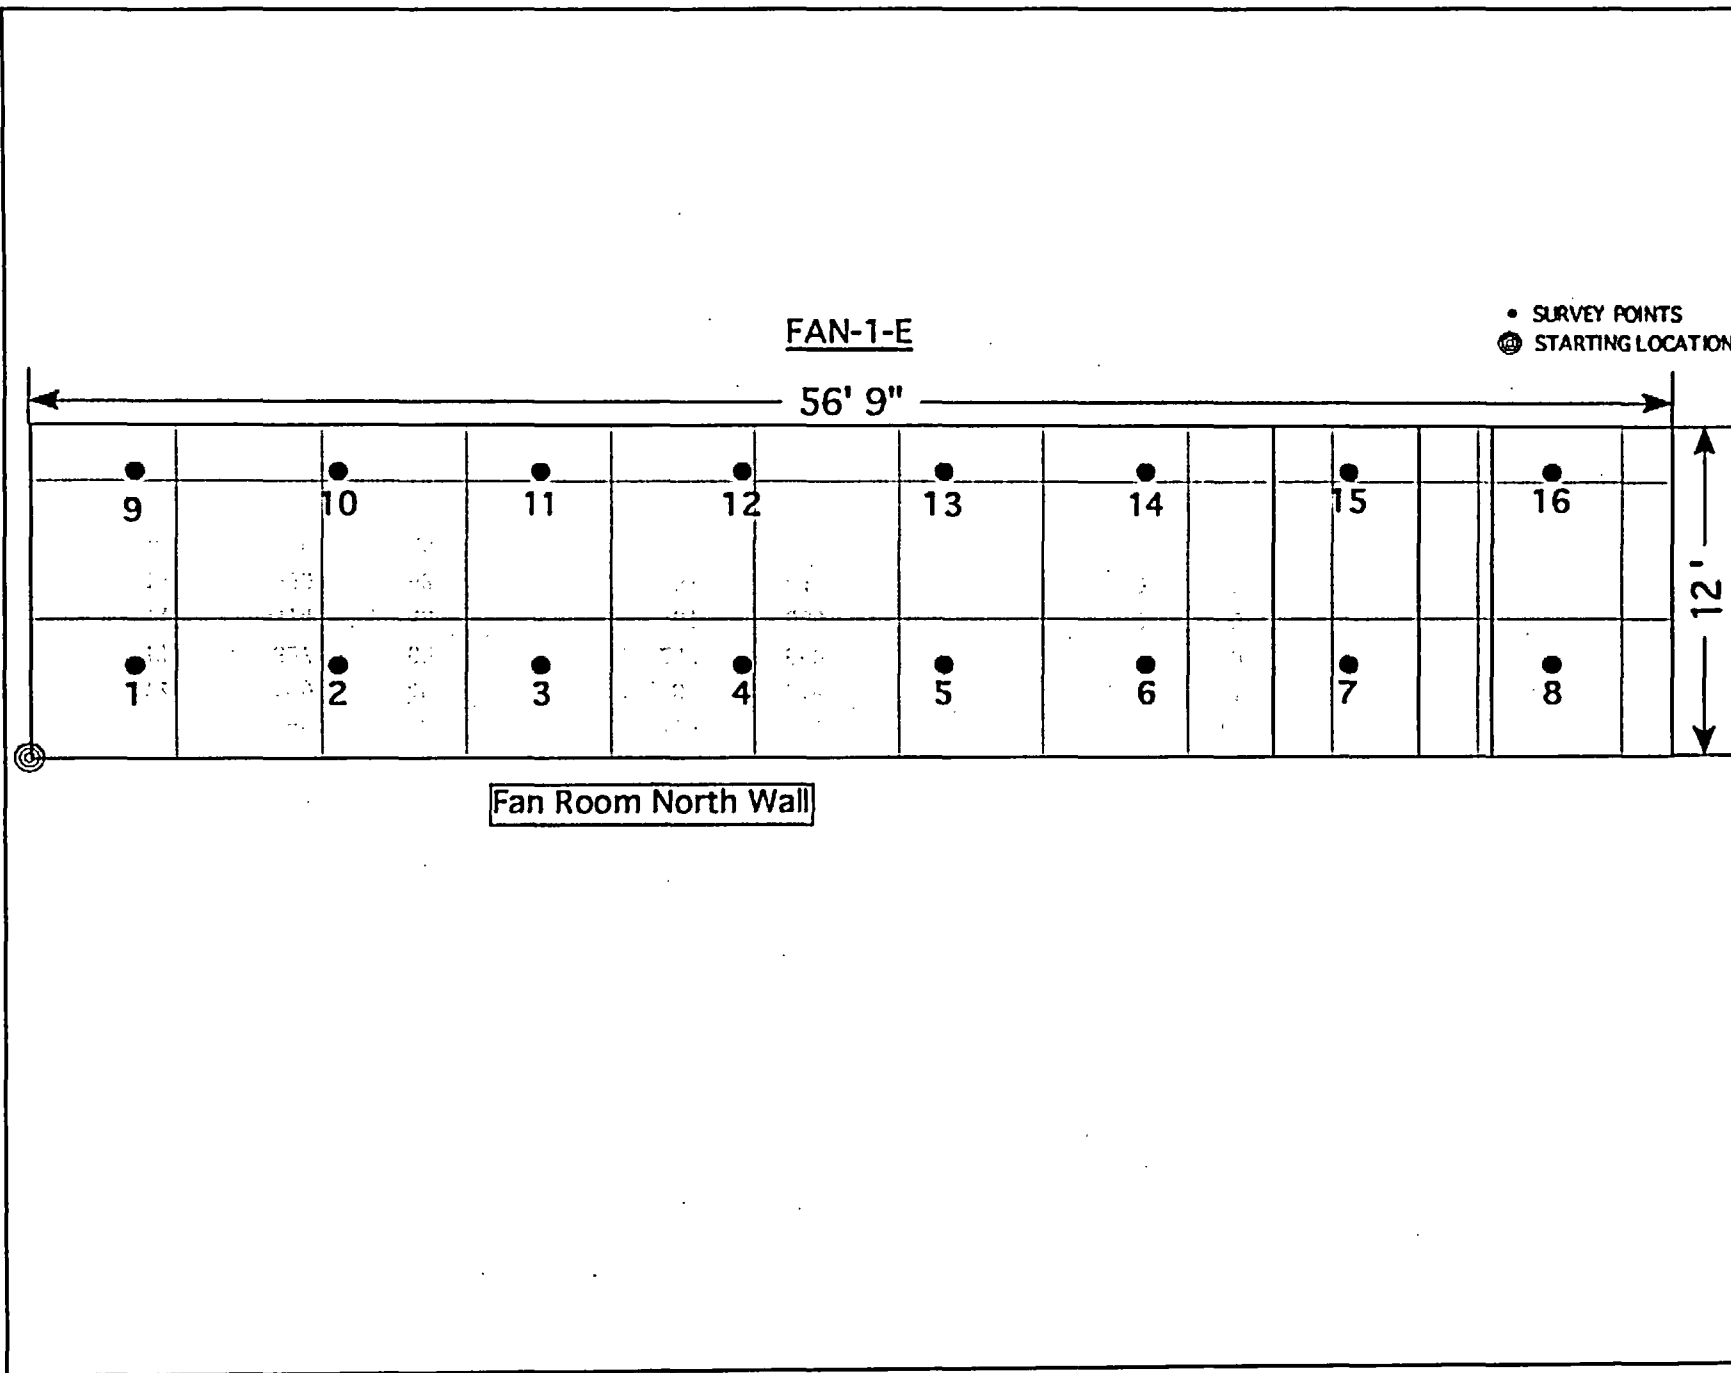 FAN-1-E
• SURVEY POINTS
STARTING LOCATION
56' 9"
9 10 11 12 13 14 15 16
12'
1 2 3 4 5 6 7 8
Fan Room North Wall